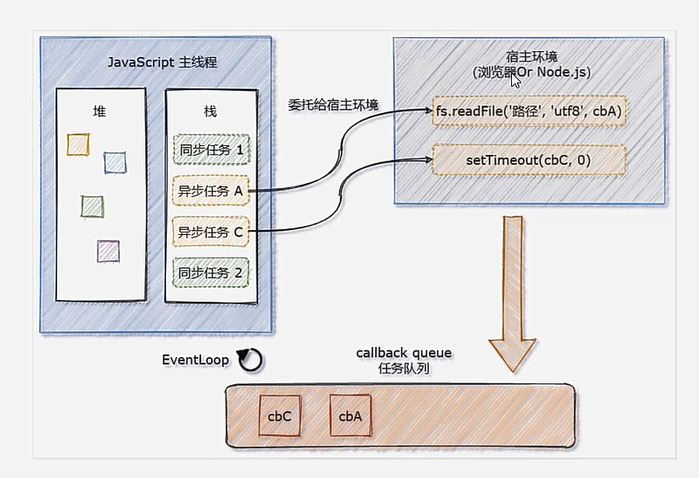 JavaScript 主线程
堆
栈
同步任务 1
异步任务 A
异步任务 C
同步任务 2
委托给宿主环境
宿主环境
(浏览器Or Node.js)
fs.readFile('路径', 'utf8', cbA)
setTimeout(cbC, 0)
EventLoop
callback queue
任务队列
cbC
cbA